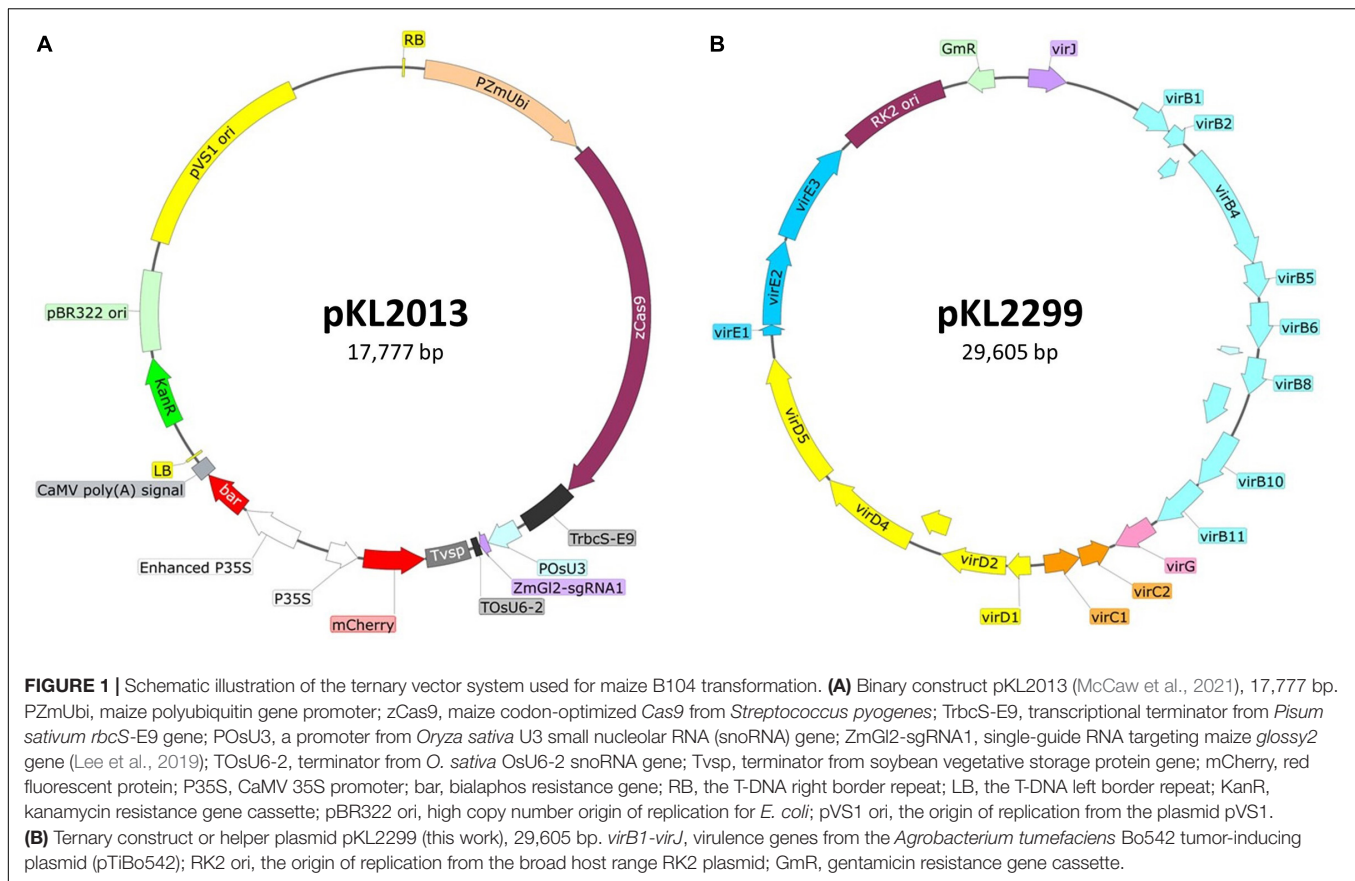 A
RB
PZmUbi
zCas9
TrbcS-E9
POsU3
ZmGl2-sgRNA1
TOsU6-2
Tvsp
mCherry
P35S
Enhanced P35S
bar
CaMV poly(A) signal
LB
KanR
pBR322 ori
pVS1 ori
pKL2013
17,777 bp
B
GmR
virJ
virB1
virB2
virB4
virB5
virB6
virB8
virB10
virB11
virG
virC2
virC1
virD1
virD2
virD4
virD5
virE1
virE2
virE3
RK2 ori
pKL2299
29,605 bp
FIGURE 1 | Schematic illustration of the ternary vector system used for maize B104 transformation. (A) Binary construct pKL2013 (McCaw et al., 2021), 17,777 bp.
PZmUbi, maize polyubiquitin gene promoter; zCas9, maize codon-optimized Cas9 from Streptococcus pyogenes; TrbcS-E9, transcriptional terminator from Pisum
sativum rbcS-E9 gene; POsU3, a promoter from Oryza sativa U3 small nucleolar RNA (snoRNA) gene; ZmGl2-sgRNA1, single-guide RNA targeting maize glossy2
gene (Lee et al., 2019); TOsU6-2, terminator from O. sativa OsU6-2 snoRNA gene; Tvsp, terminator from soybean vegetative storage protein gene; mCherry, red
fluorescent protein; P35S, CaMV 35S promoter; bar, bialaphos resistance gene; RB, the T-DNA right border repeat; LB, the T-DNA left border repeat; KanR,
kanamycin resistance gene cassette; pBR322 ori, high copy number origin of replication for E. coli; pVS1 ori, the origin of replication from the plasmid pVS1.
(B) Ternary construct or helper plasmid pKL2299 (this work), 29,605 bp. virB1-virJ, virulence genes from the Agrobacterium tumefaciens Bo542 tumor-inducing
plasmid (pTiBo542); RK2 ori, the origin of replication from the broad host range RK2 plasmid; GmR, gentamicin resistance gene cassette.